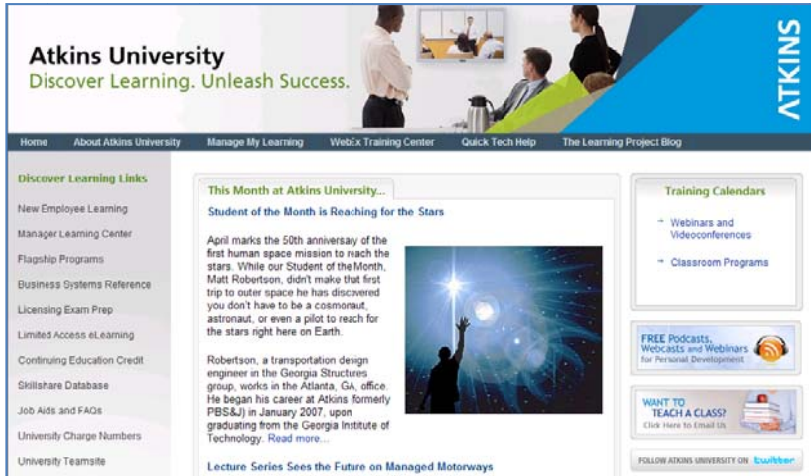 Atkins University
Discover Learning. Unleash Success.
ATKINS
Home About Atkins University Manage My Learning WebEx Training Center Quick Tech Help The Learning Project Blog
Discover Learning Links
New Employee Learning
Manager Learning Center
Flagship Programs
Business Systems Reference
Licensing Exam Prep
Limited Access eLearning
Continuing Education Credit
Skillshare Database
Job Aids and FAQs
University Charge Numbers
University Teamsite
This Month at Atkins University...
Student of the Month is Reaching for the Stars
April marks the 50th anniversay of the
first human space mission to reach the
stars. While our Student of the Month,
Matt Robertson, didn't make that first
trip to outer space he has discovered
you don't have to be a cosmonaut,
astronaut, or even a pilot to reach for
the stars right here on Earth.
Robertson, a transportation design
engineer in the Georgia Structures
group, works in the Atlanta, GA, office.
He began his career at Atkins formerly
PBS&J) in January 2007, upon
graduating from the Georgia Institute of
Technology. Read more...
Lecture Series Sees the Future on Managed Motorways
Training Calendars
→ Webinars and
Videoconferences
→ Classroom Programs
FREE Podcasts,
Webcasts and Webinars
for Personal Development
WANT TO
TEACH A CLASS?
Click Here to Email Us
FOLLOW ATKINS UNIVERSITY ON twitter